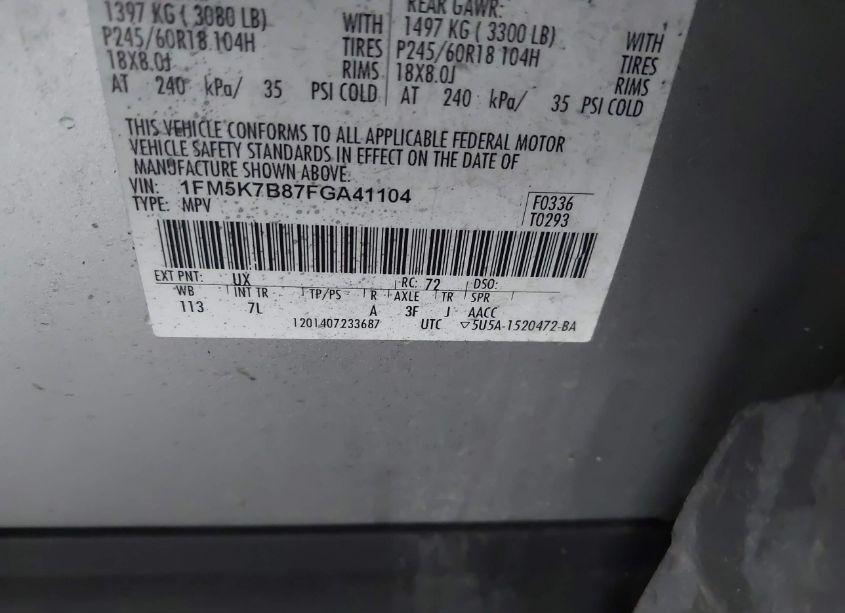 1397 KG ( 3080 LB) WITH
P245/60R18 104H TIRES
18X8.0J RIMS
AT 240 kPa/ 35 PSI COLD
REAR GAWR:
1497 KG ( 3300 LB) WITH
P245/60R18 104H TIRES
18X8.0J RIMS
AT 240 kPa/ 35 PSI COLD
THIS VEHICLE CONFORMS TO ALL APPLICABLE FEDERAL MOTOR
VEHICLE SAFETY STANDARDS IN EFFECT ON THE DATE OF
MANUFACTURE SHOWN ABOVE.
VIN: 1FM5K7B87FGA41104
TYPE: MPV
F0336
T0293
EXT PNT: UX RC: 72 DSO:
WB INT TR TP/PS R AXLE TR SPR
113 7L A 3F J AACC
1201407233687 UTC ▽5U5A-1520472-BA